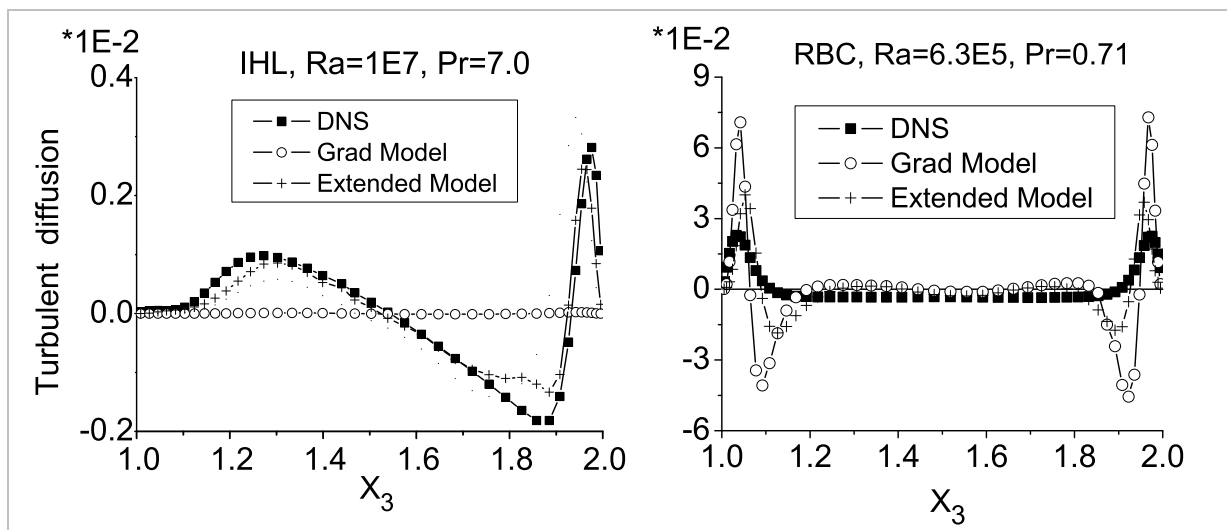 *1E-2
IHL, Ra=1E7, Pr=7.0
DNS
Grad Model
Extended Model
Turbulent diffusion
0.4
0.2
0.0
-0.2
1.0 1.2 1.4 1.6 1.8 2.0
X3
*1E-2
RBC, Ra=6.3E5, Pr=0.71
DNS
Grad Model
Extended Model
9
6
3
0
-3
-6
1.0 1.2 1.4 1.6 1.8 2.0
X3